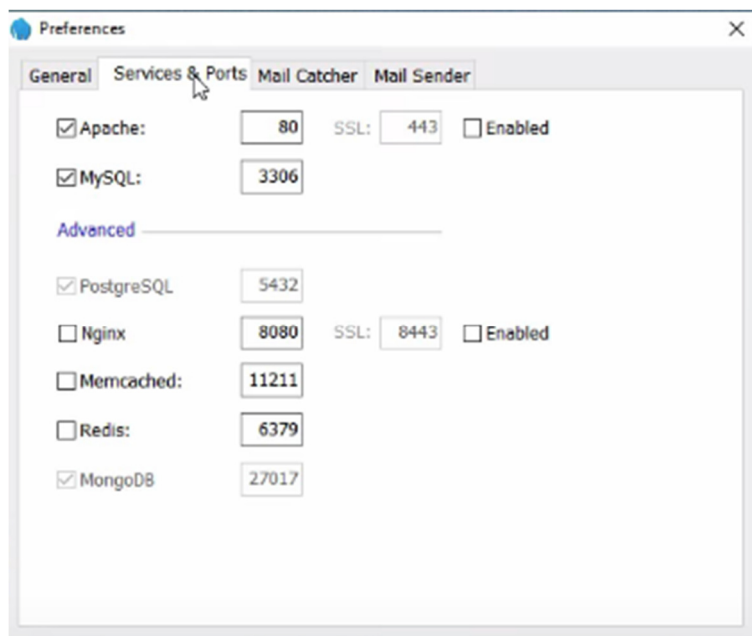 Preferences
General Services & Ports Mail Catcher Mail Sender
Apache: 80 SSL: 443 Enabled
MySQL: 3306
Advanced
PostgreSQL 5432
Nginx 8080 SSL: 8443 Enabled
Memcached: 11211
Redis: 6379
MongoDB 27017